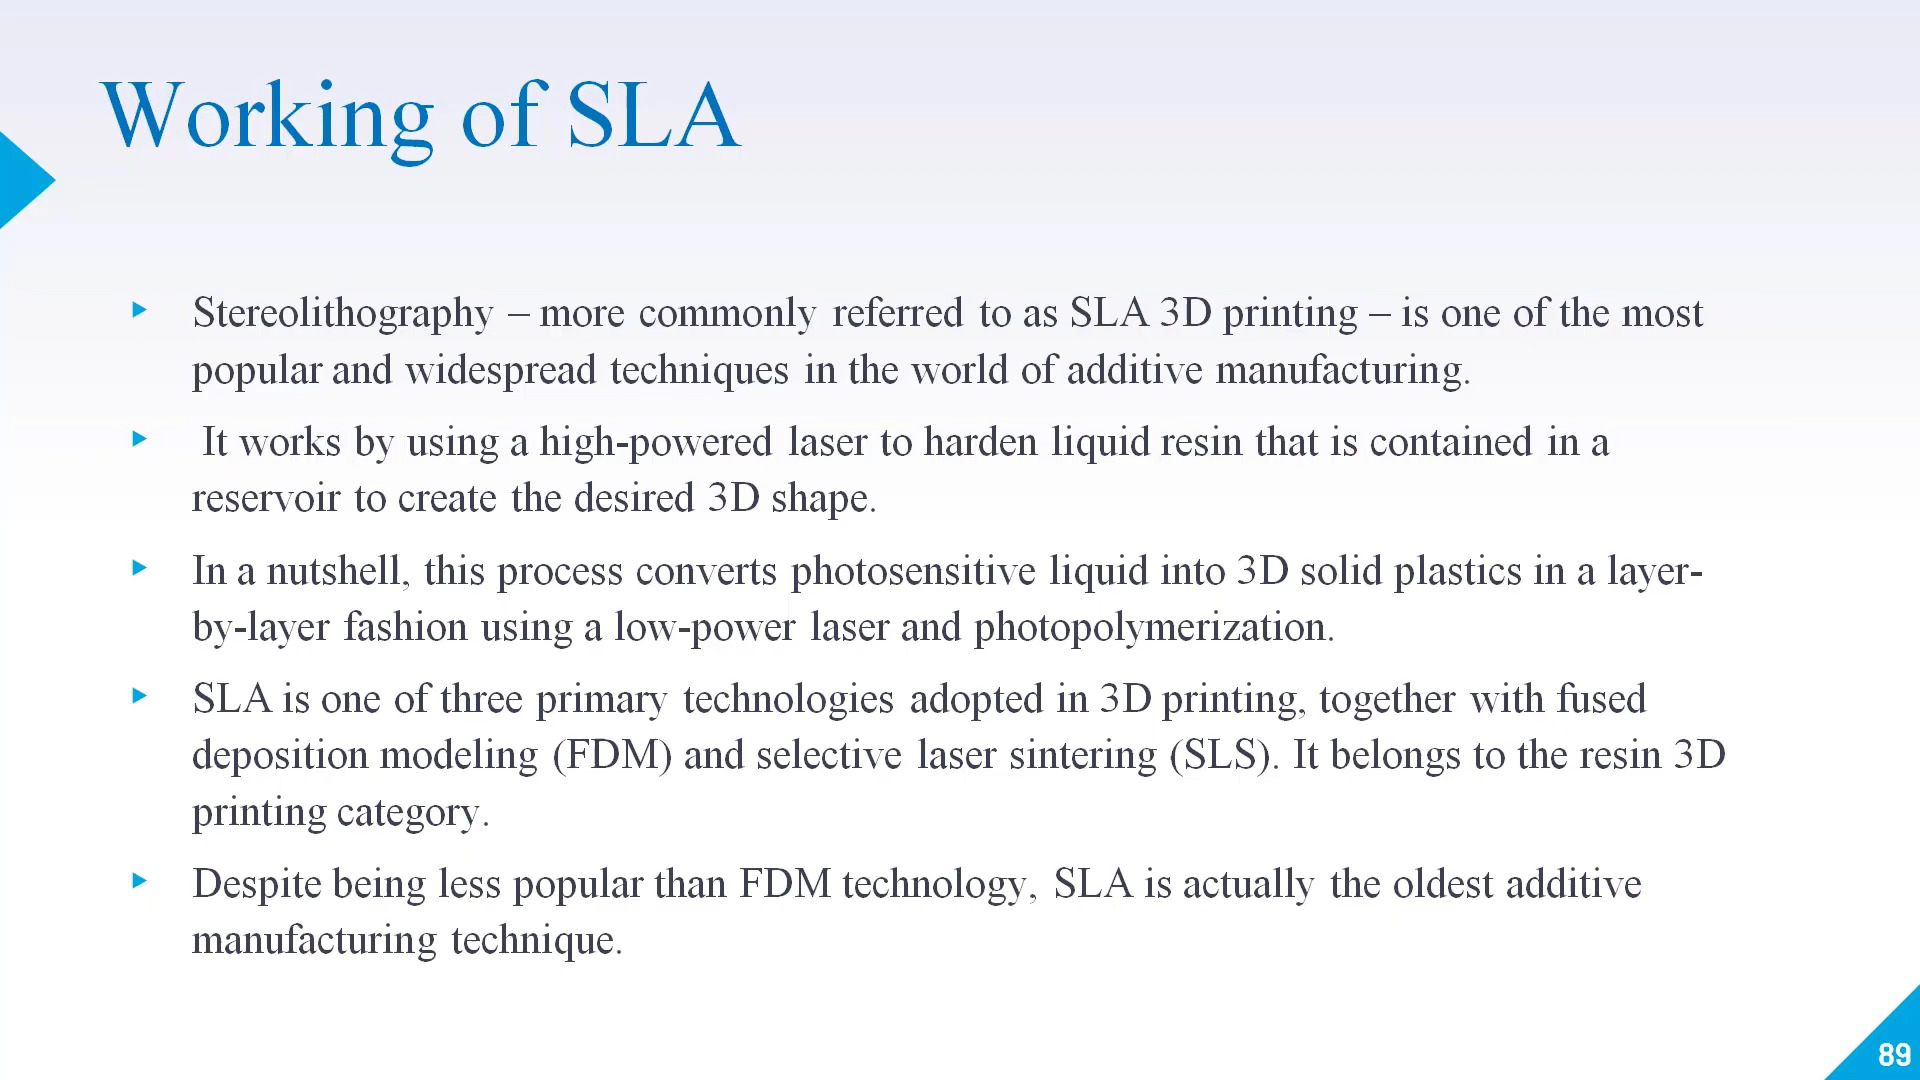 Working of SLA
Stereolithography – more commonly referred to as SLA 3D printing – is one of the most
popular and widespread techniques in the world of additive manufacturing.
It works by using a high-powered laser to harden liquid resin that is contained in a
reservoir to create the desired 3D shape.
In a nutshell, this process converts photosensitive liquid into 3D solid plastics in a layer-
by-layer fashion using a low-power laser and photopolymerization.
SLA is one of three primary technologies adopted in 3D printing, together with fused
deposition modeling (FDM) and selective laser sintering (SLS). It belongs to the resin 3D
printing category.
Despite being less popular than FDM technology, SLA is actually the oldest additive
manufacturing technique.
89